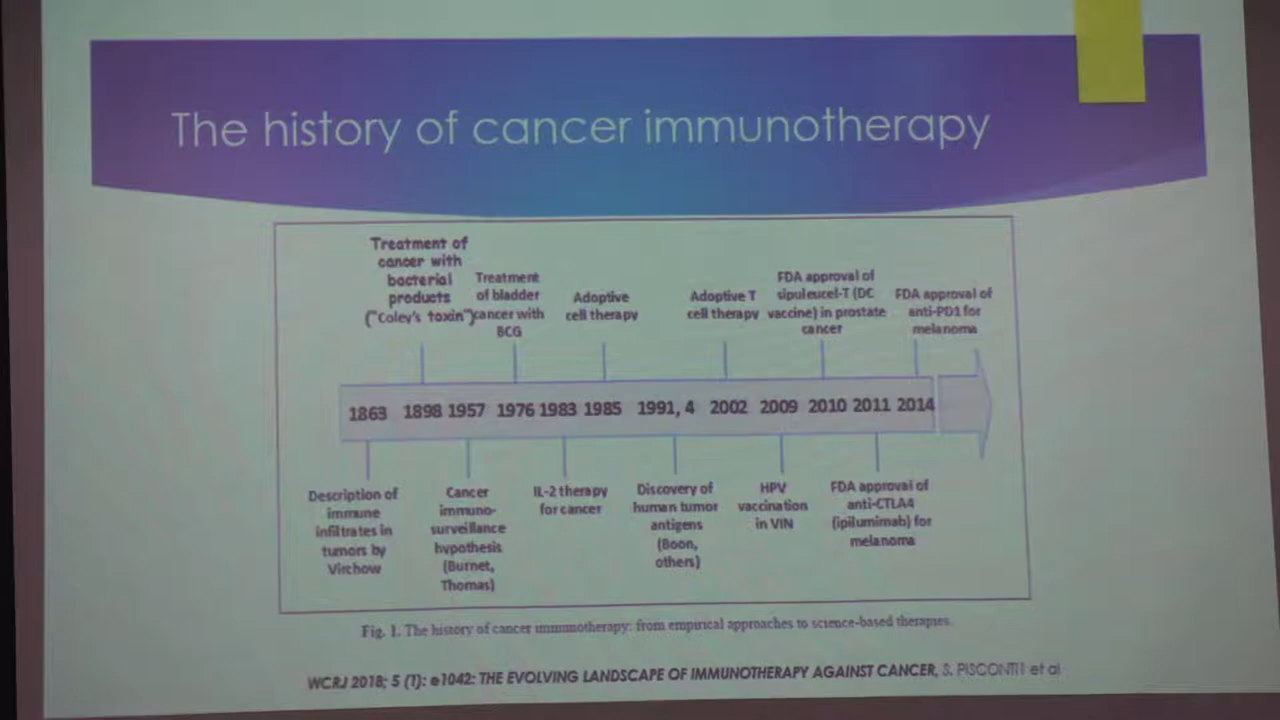 The history of cancer immunotherapy
Treatment of
cancer with
bacterial
products
("Coley's toxin")
Treatment
of bladder
cancer with
BCG
Adoptive
cell therapy
Adoptive T
cell therapy
FDA approval of
sipuleucel-T (DC
vaccine) in prostate
cancer
FDA approval of
anti-PD1 for
melanoma
1863 1898 1957 1976 1983 1985 1991, 4 2002 2009 2010 2011 2014
Description of
immune
infiltrates in
tumors by
Virchow
Cancer
immuno-
surveillance
hypothesis
(Burnet,
Thomas)
IL-2 therapy
for cancer
Discovery of
human tumor
antigens
(Boon,
others)
HPV
vaccination
in VIN
FDA approval of
anti-CTLA4
(ipilumimab) for
melanoma
Fig. 1. The history of cancer immunotherapy: from empirical approaches to science-based therapies.
WCRJ 2018; 5 (1): e1042: THE EVOLVING LANDSCAPE OF IMMUNOTHERAPY AGAINST CANCER, S. PISCONTI et al